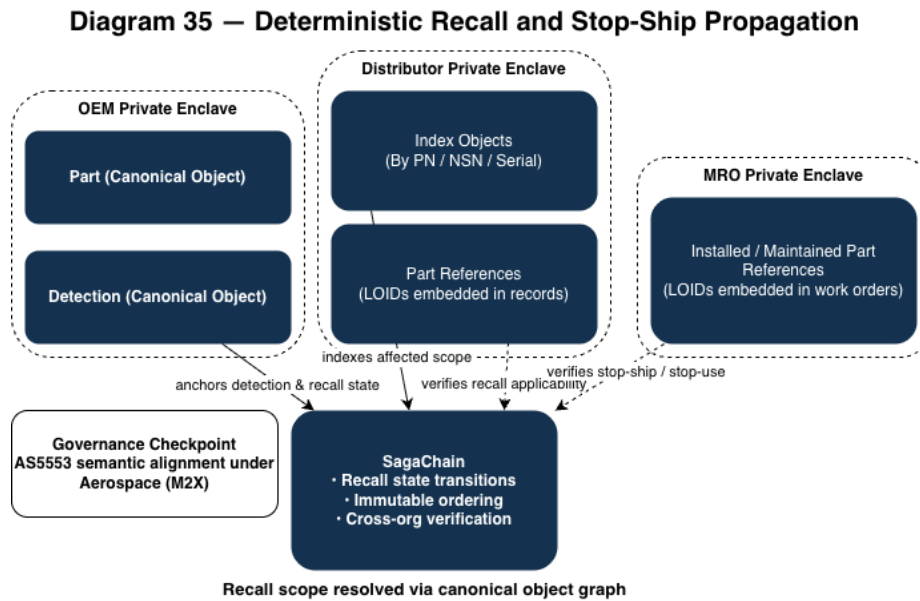 Diagram 35 — Deterministic Recall and Stop-Ship Propagation
OEM Private Enclave
Part (Canonical Object)
Detection (Canonical Object)
Distributor Private Enclave
Index Objects
(By PN / NSN / Serial)
Part References
(LOIDs embedded in records)
MRO Private Enclave
Installed / Maintained Part
References
(LOIDs embedded in work orders)
indexes affected scope
anchors detection & recall state
verifies recall applicability
verifies stop-ship / stop-use
Governance Checkpoint
AS5553 semantic alignment under
Aerospace (M2X)
SagaChain
• Recall state transitions
• Immutable ordering
• Cross-org verification
Recall scope resolved via canonical object graph